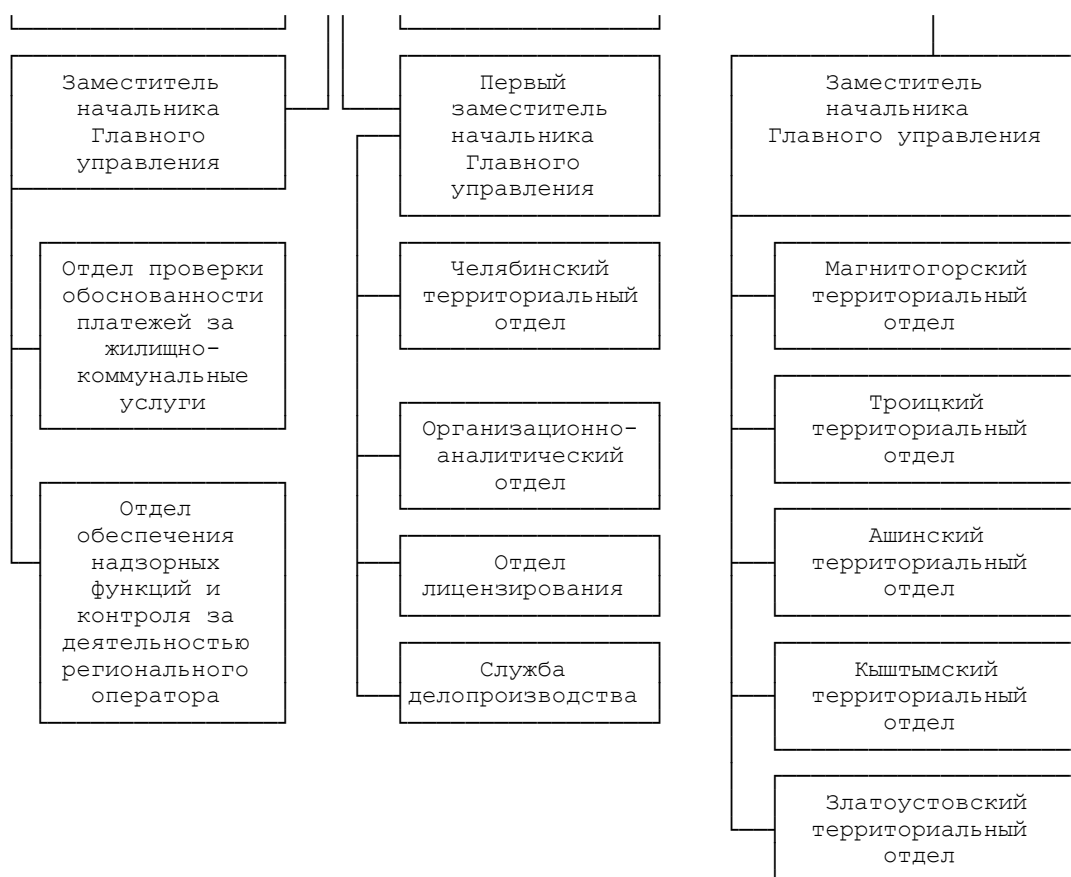 Заместитель
начальника
Главного
управления
Первый
заместитель
начальника
Главного
управления
Заместитель
начальника
Главного управления
Отдел проверки
обоснованности
платежей за
жилищно-
коммунальные
услуги
Отдел
обеспечения
надзорных
функций и
контроля за
деятельностью
регионального
оператора
Челябинский
территориальный
отдел
Организационно-
аналитический
отдел
Отдел
лицензирования
Служба
делопроизводства
Магнитогорский
территориальный
отдел
Троицкий
территориальный
отдел
Ашинский
территориальный
отдел
Кыштымский
территориальный
отдел
Златоустовский
территориальный
отдел